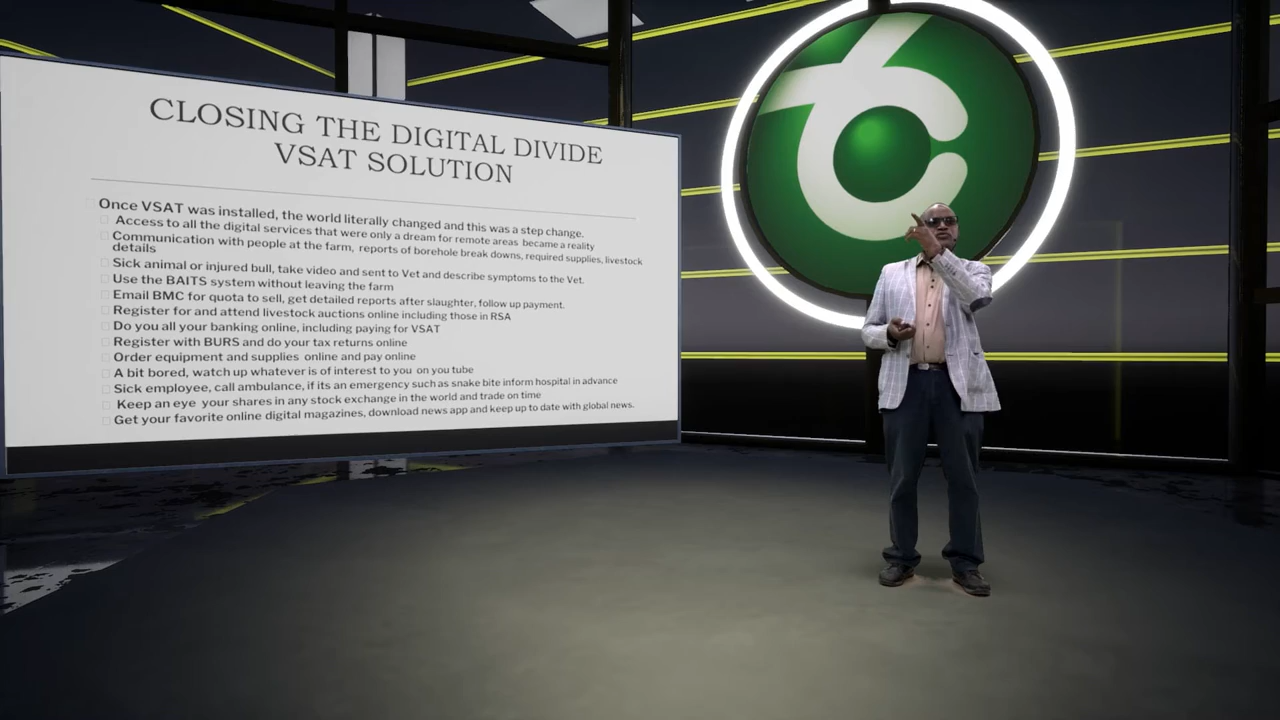 CLOSING THE DIGITAL DIVIDE
VSAT SOLUTION
Once VSAT was installed, the world literally changed and this was a step change.
Access to all the digital services that were only a dream for remote areas became a reality
Communication with people at the farm, reports of borehole break downs, required supplies, livestock
details
Sick animal or injured bull, take video and sent to Vet and describe symptoms to the Vet.
Use the BAITS system without leaving the farm
Email BMC for quota to sell, get detailed reports after slaughter, follow up payment.
Register for and attend livestock auctions online including those in RSA
Do you all your banking online, including paying for VSAT
Register with BURS and do your tax returns online
Order equipment and supplies online and pay online
A bit bored, watch up whatever is of interest to you on you tube
Sick employee, call ambulance, if its an emergency such as snake bite inform hospital in advance
Keep an eye your shares in any stock exchange in the world and trade on time
Get your favorite online digital magazines, download news app and keep up to date with global news.